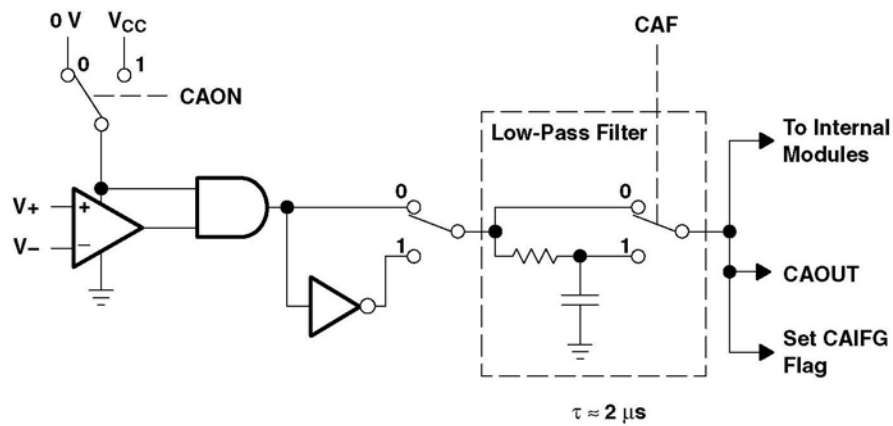 0 V
V_CC
0
1
CAON
CAF
Low-Pass Filter
To Internal
Modules
V+
+
V−
−
0
0
1
1
CAOUT
Set CAIFG
Flag
τ ≈ 2 μs